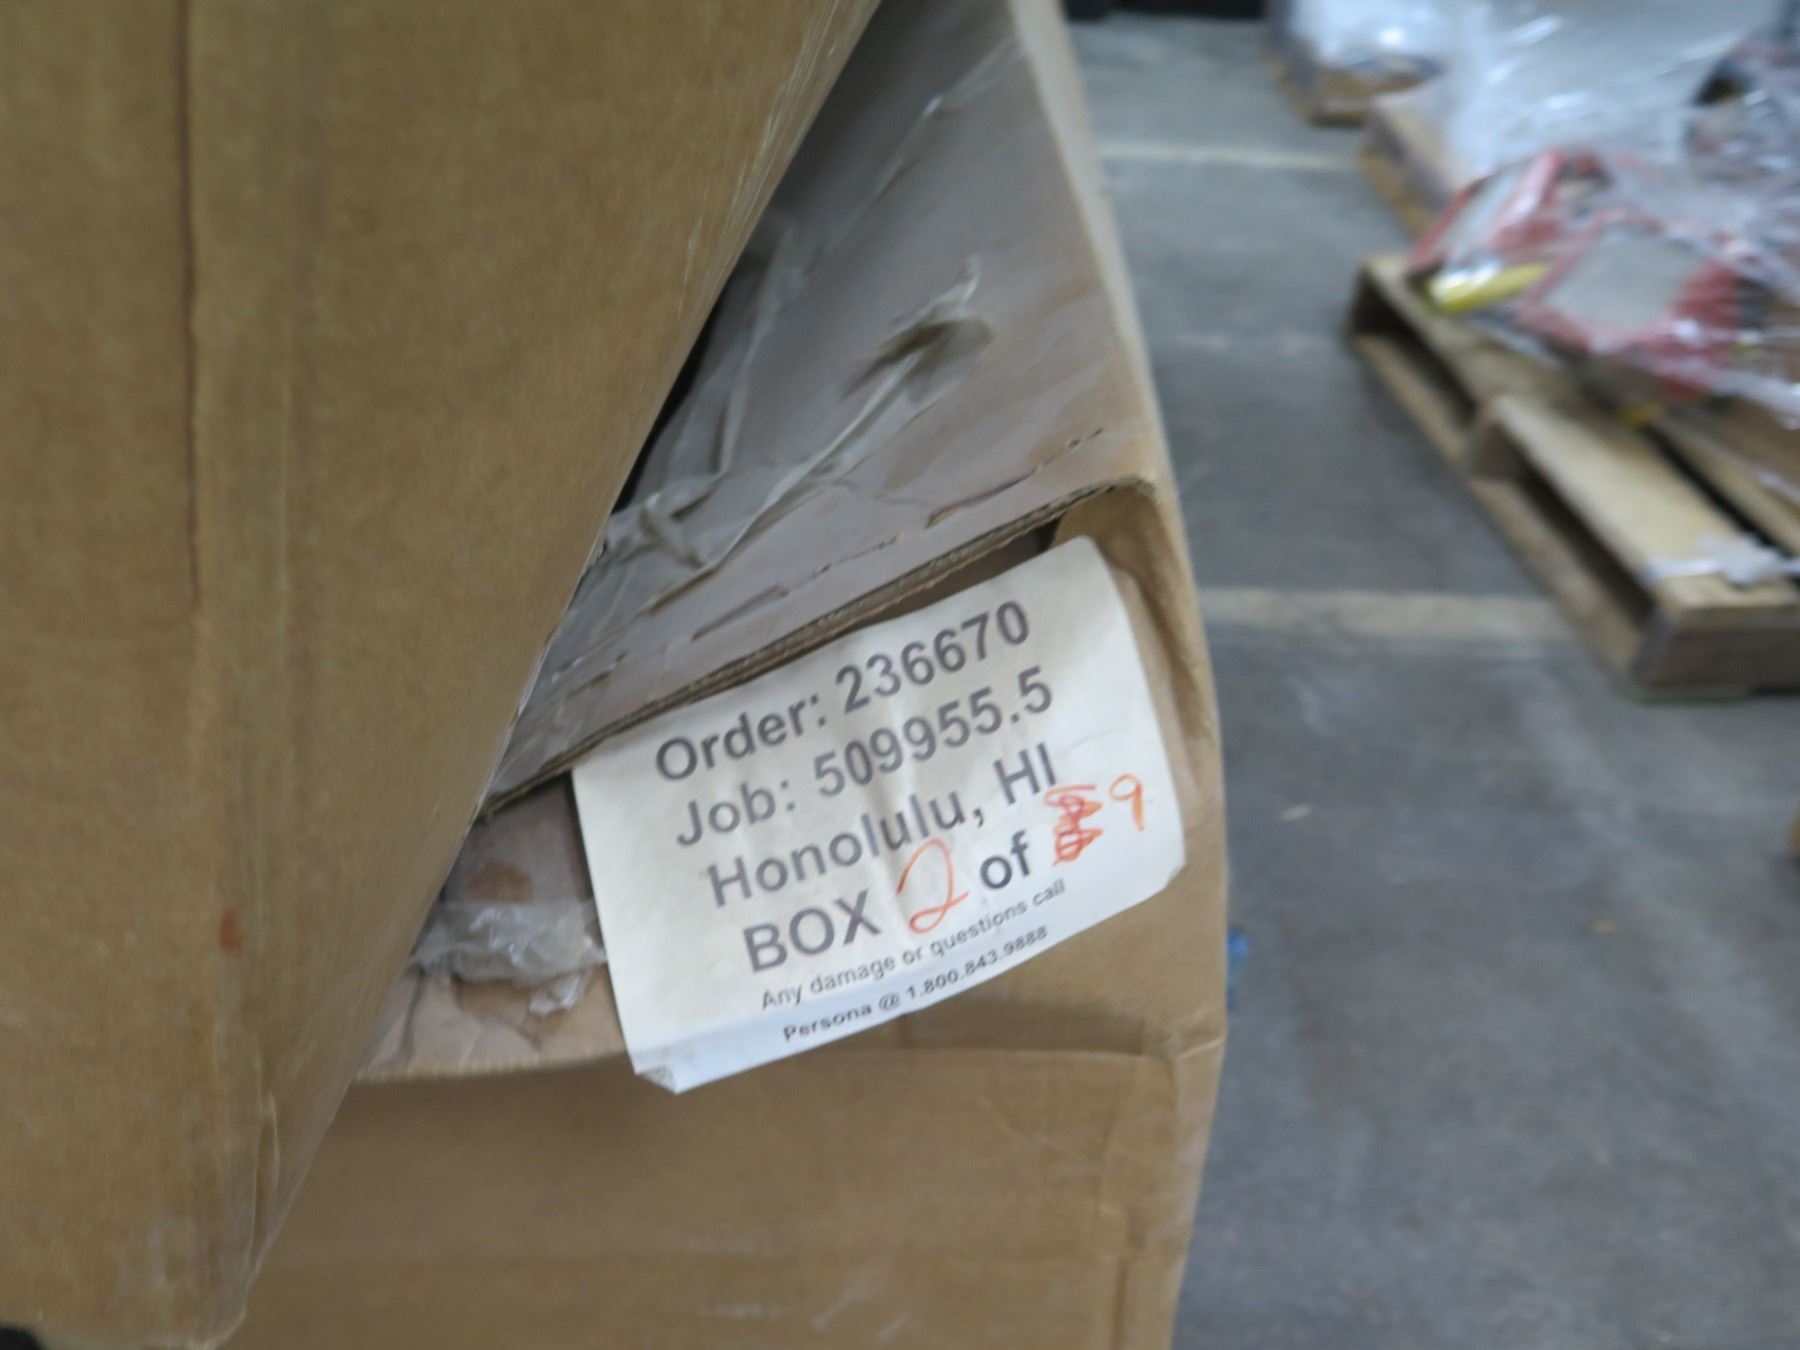 Order: 236670
Job: 509955.5
Honolulu, HI
BOX 2 of 9
Any damage or questions call
Persona @ 1.800.843.9888